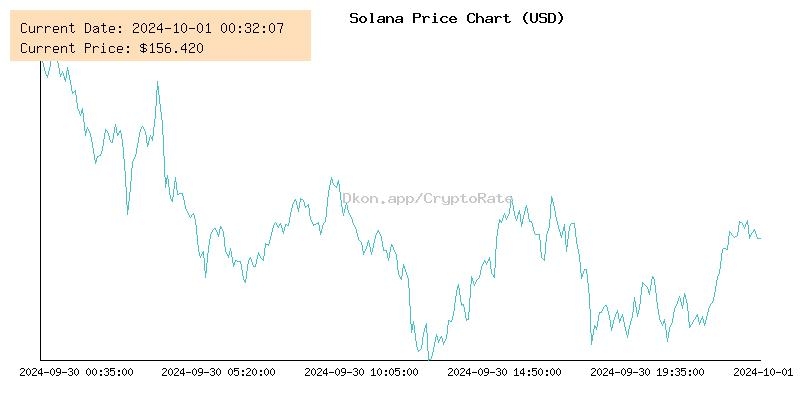 Solana Price Chart (USD)
Current Date: 2024-10-01 00:32:07
Current Price: $156.420
Dkon.app/CryptoRate
2024-09-30 00:35:00
2024-09-30 05:20:00
2024-09-30 10:05:00
2024-09-30 14:50:00
2024-09-30 19:35:00
2024-10-01